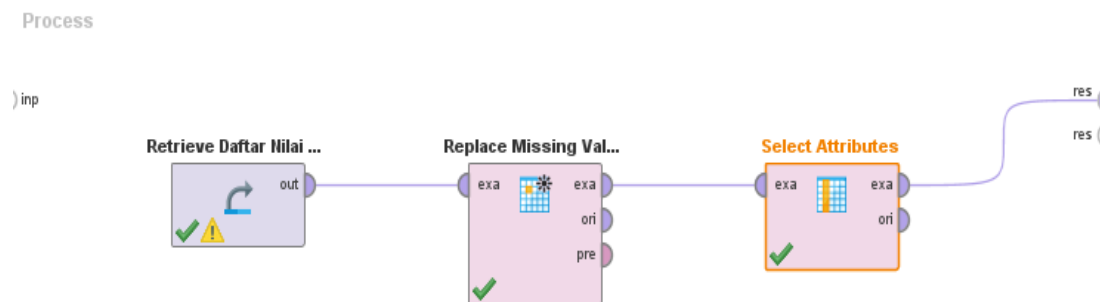 Process
inp
res
res
Retrieve Daftar Nilai ...
out
Replace Missing Val...
exa
exa
ori
pre
Select Attributes
exa
exa
ori